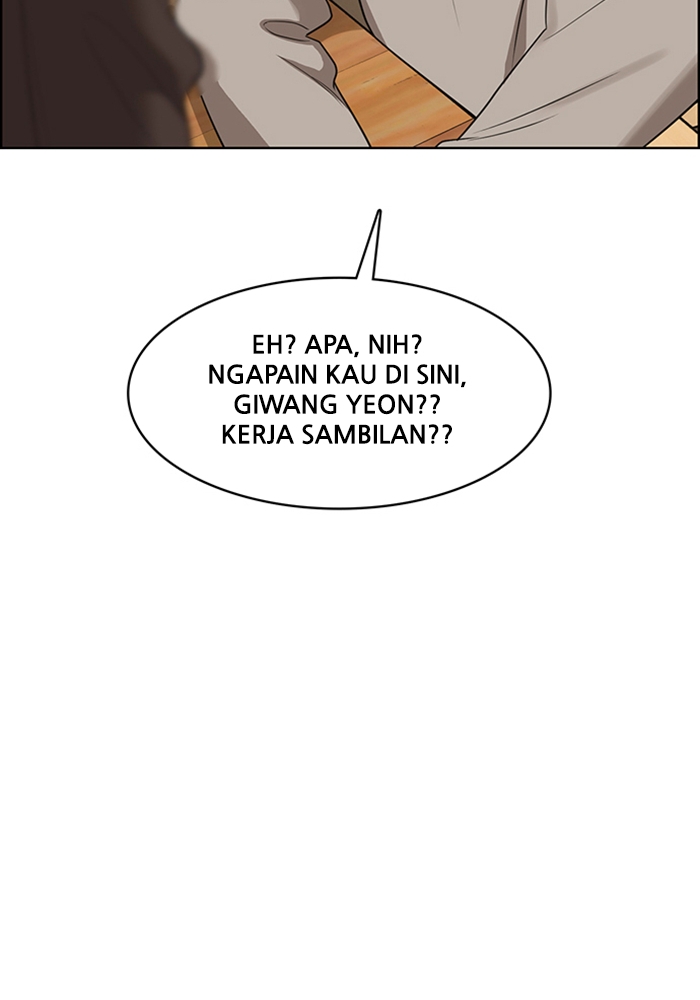 EH? APA, NIH?
NGAPAIN KAU DI SINI,
GIWANG YEON??
KERJA SAMBILAN??